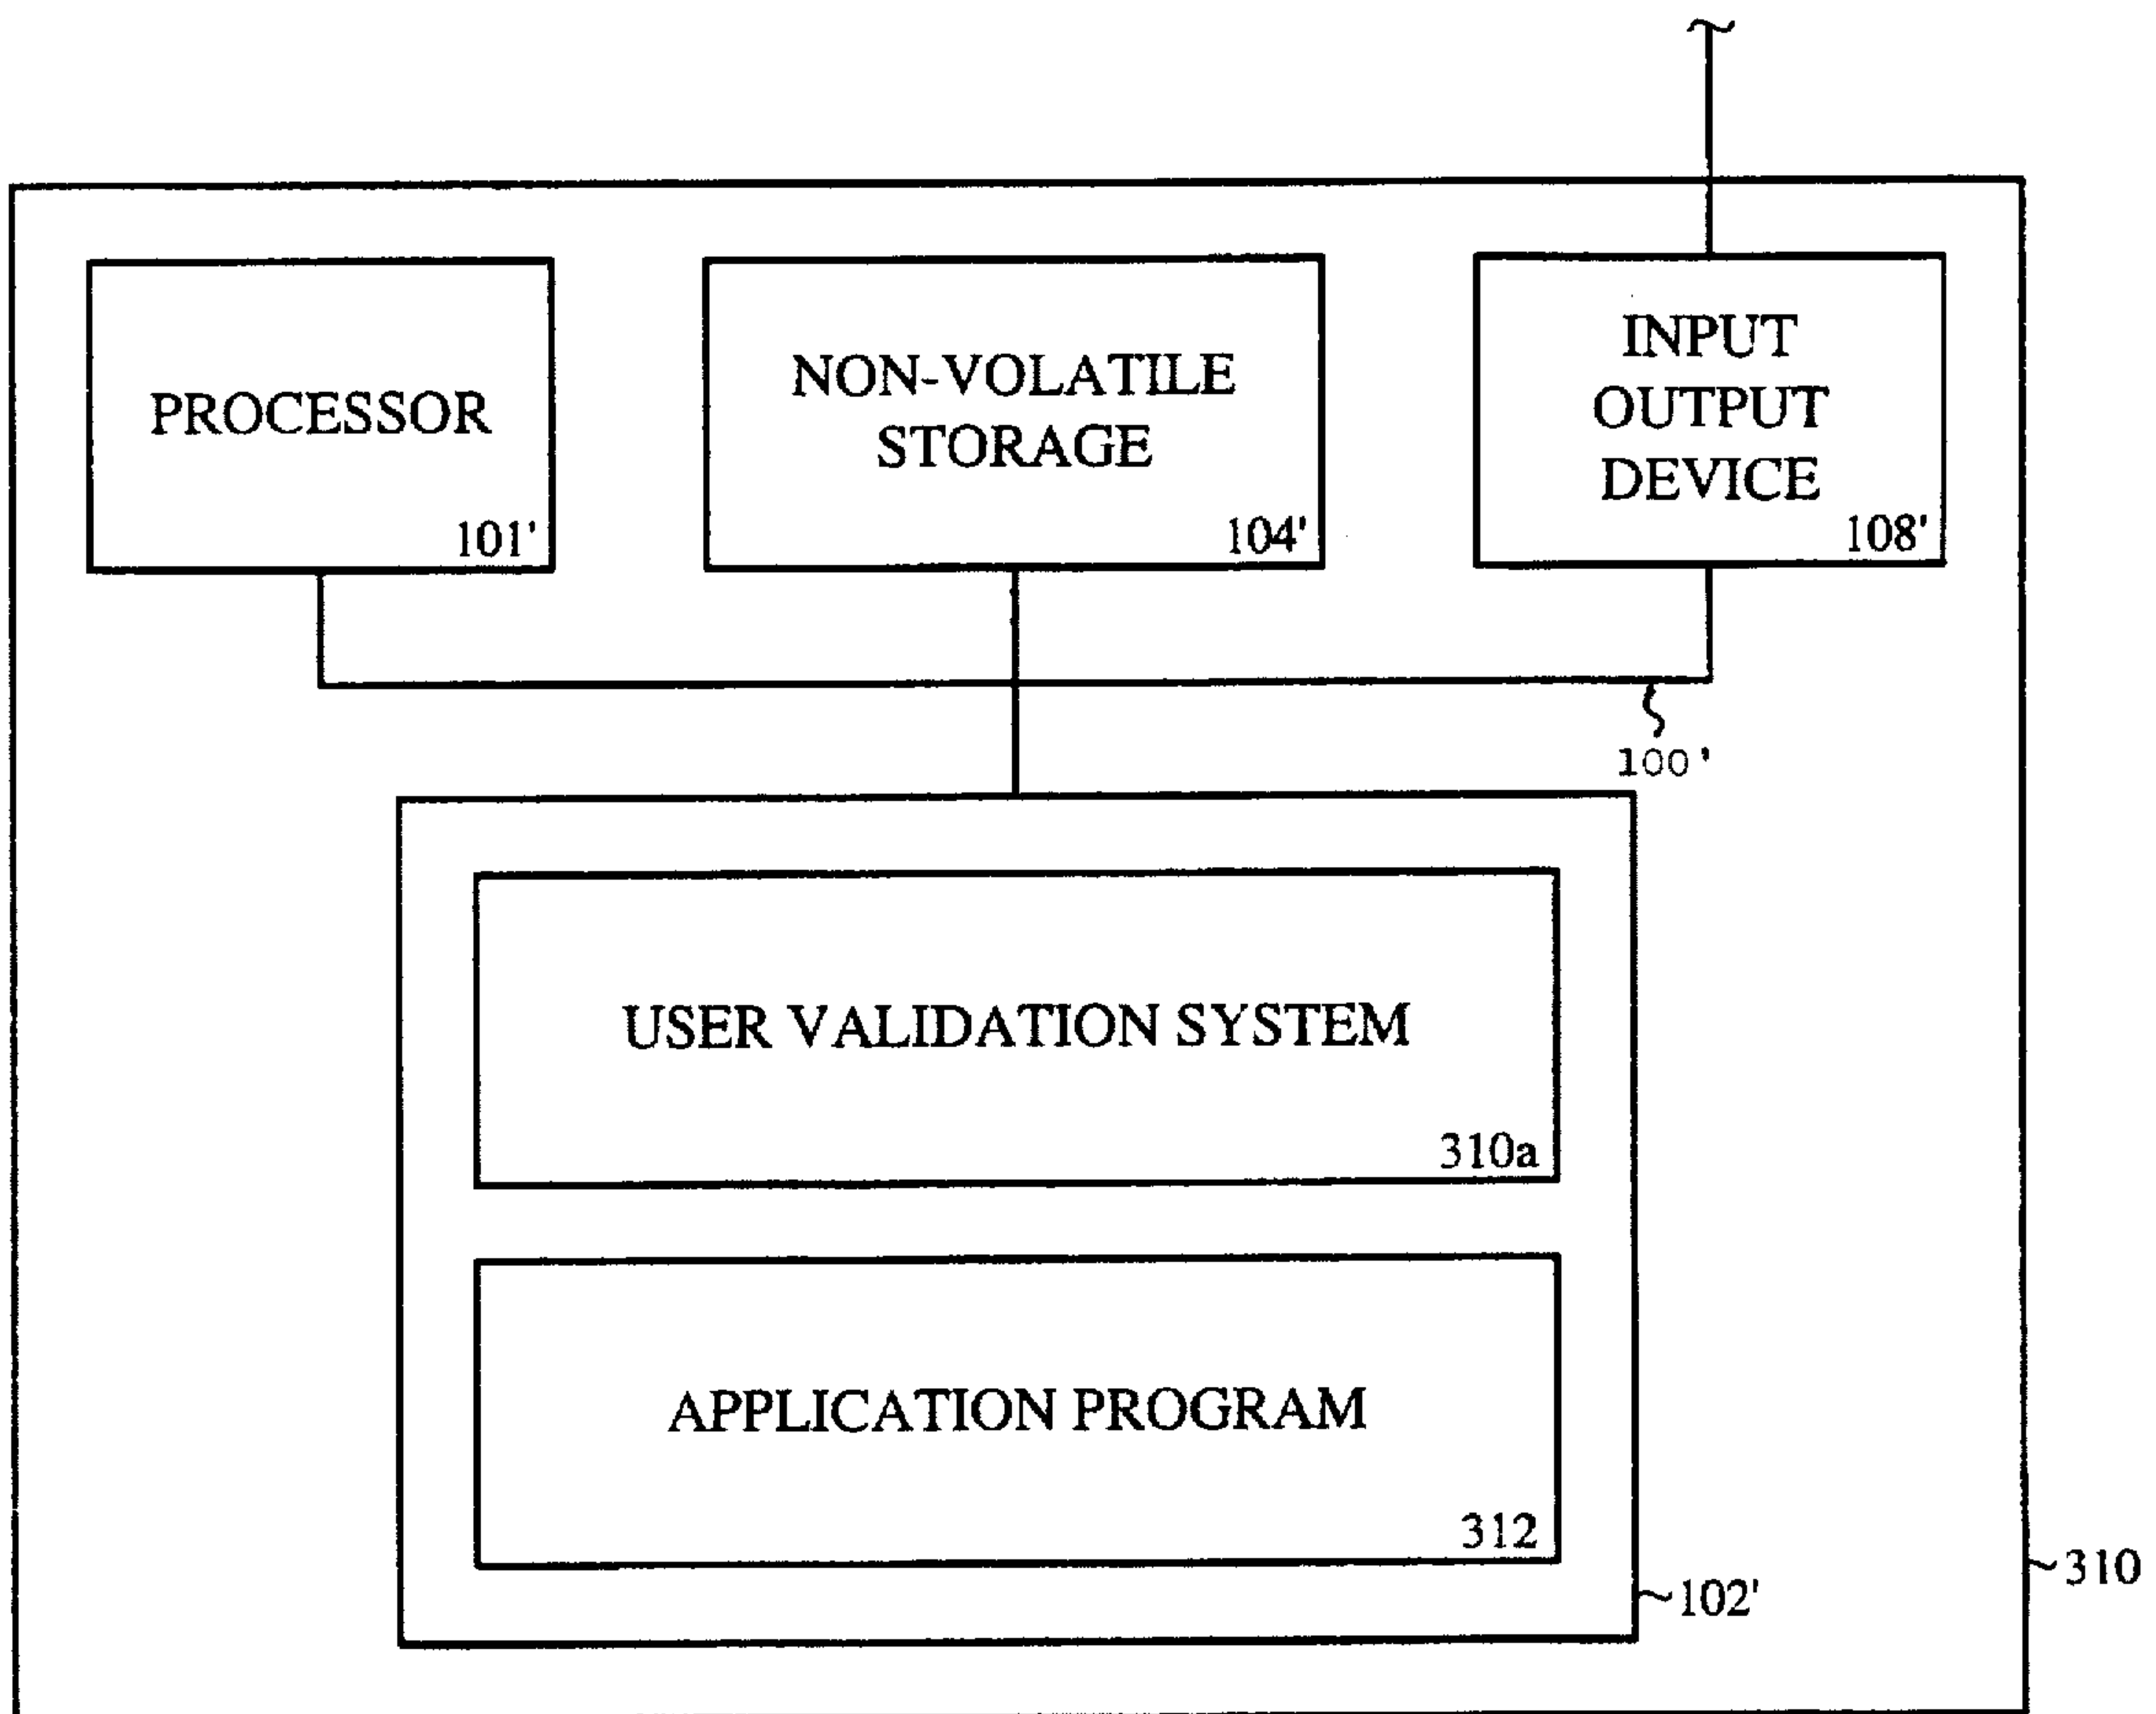 PROCESSOR
101'
NON-VOLATILE
STORAGE
104'
INPUT
OUTPUT
DEVICE
108'
100'
USER VALIDATION SYSTEM
310a
APPLICATION PROGRAM
312
102'
310